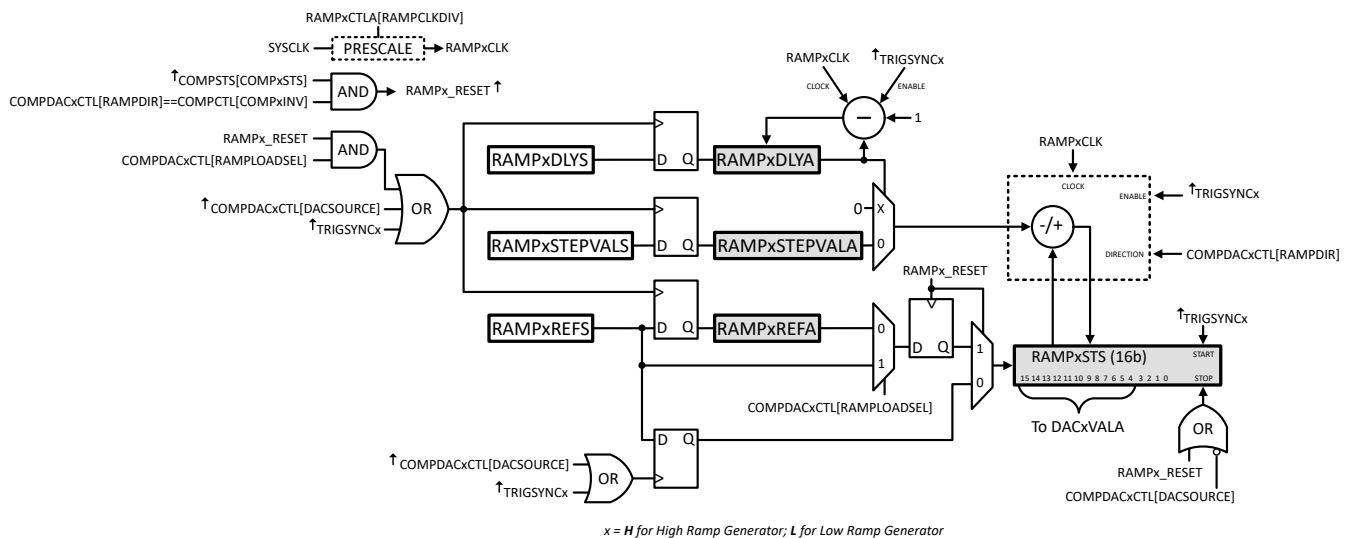 RAMPxCTLA[RAMPCLKDIV]
SYSCLK
PRESCALE
RAMPxCLK
↑COMPSTS[COMPxSTS]
COMPDACxCTL[RAMPDIR]==COMPCTL[COMPxINV]
AND
RAMPx_RESET↑
RAMPx_RESET
COMPDACxCTL[RAMPLOADSEL]
AND
↑COMPDACxCTL[DACSOURCE]
↑TRIGSYNCx
OR
RAMPxDLYS
D Q
RAMPxDLYA
RAMPxCLK
↑TRIGSYNCx
CLOCK
ENABLE
−
1
RAMPxSTEPVALS
D Q
RAMPxSTEPVALA
0
X
0
RAMPxCLK
CLOCK
ENABLE
↑TRIGSYNCx
-/+
DIRECTION
COMPDACxCTL[RAMPDIR]
RAMPxREFS
D Q
RAMPxREFA
0
1
COMPDACxCTL[RAMPLOADSEL]
RAMPx_RESET
D Q
1
0
↑TRIGSYNCx
RAMPxSTS (16b)
START
15 14 13 12 11 10 9 8 7 6 5 4 3 2 1 0
STOP
To DACxVALA
OR
RAMPx_RESET
COMPDACxCTL[DACSOURCE]
↑COMPDACxCTL[DACSOURCE]
↑TRIGSYNCx
OR
D Q
x = H for High Ramp Generator; L for Low Ramp Generator